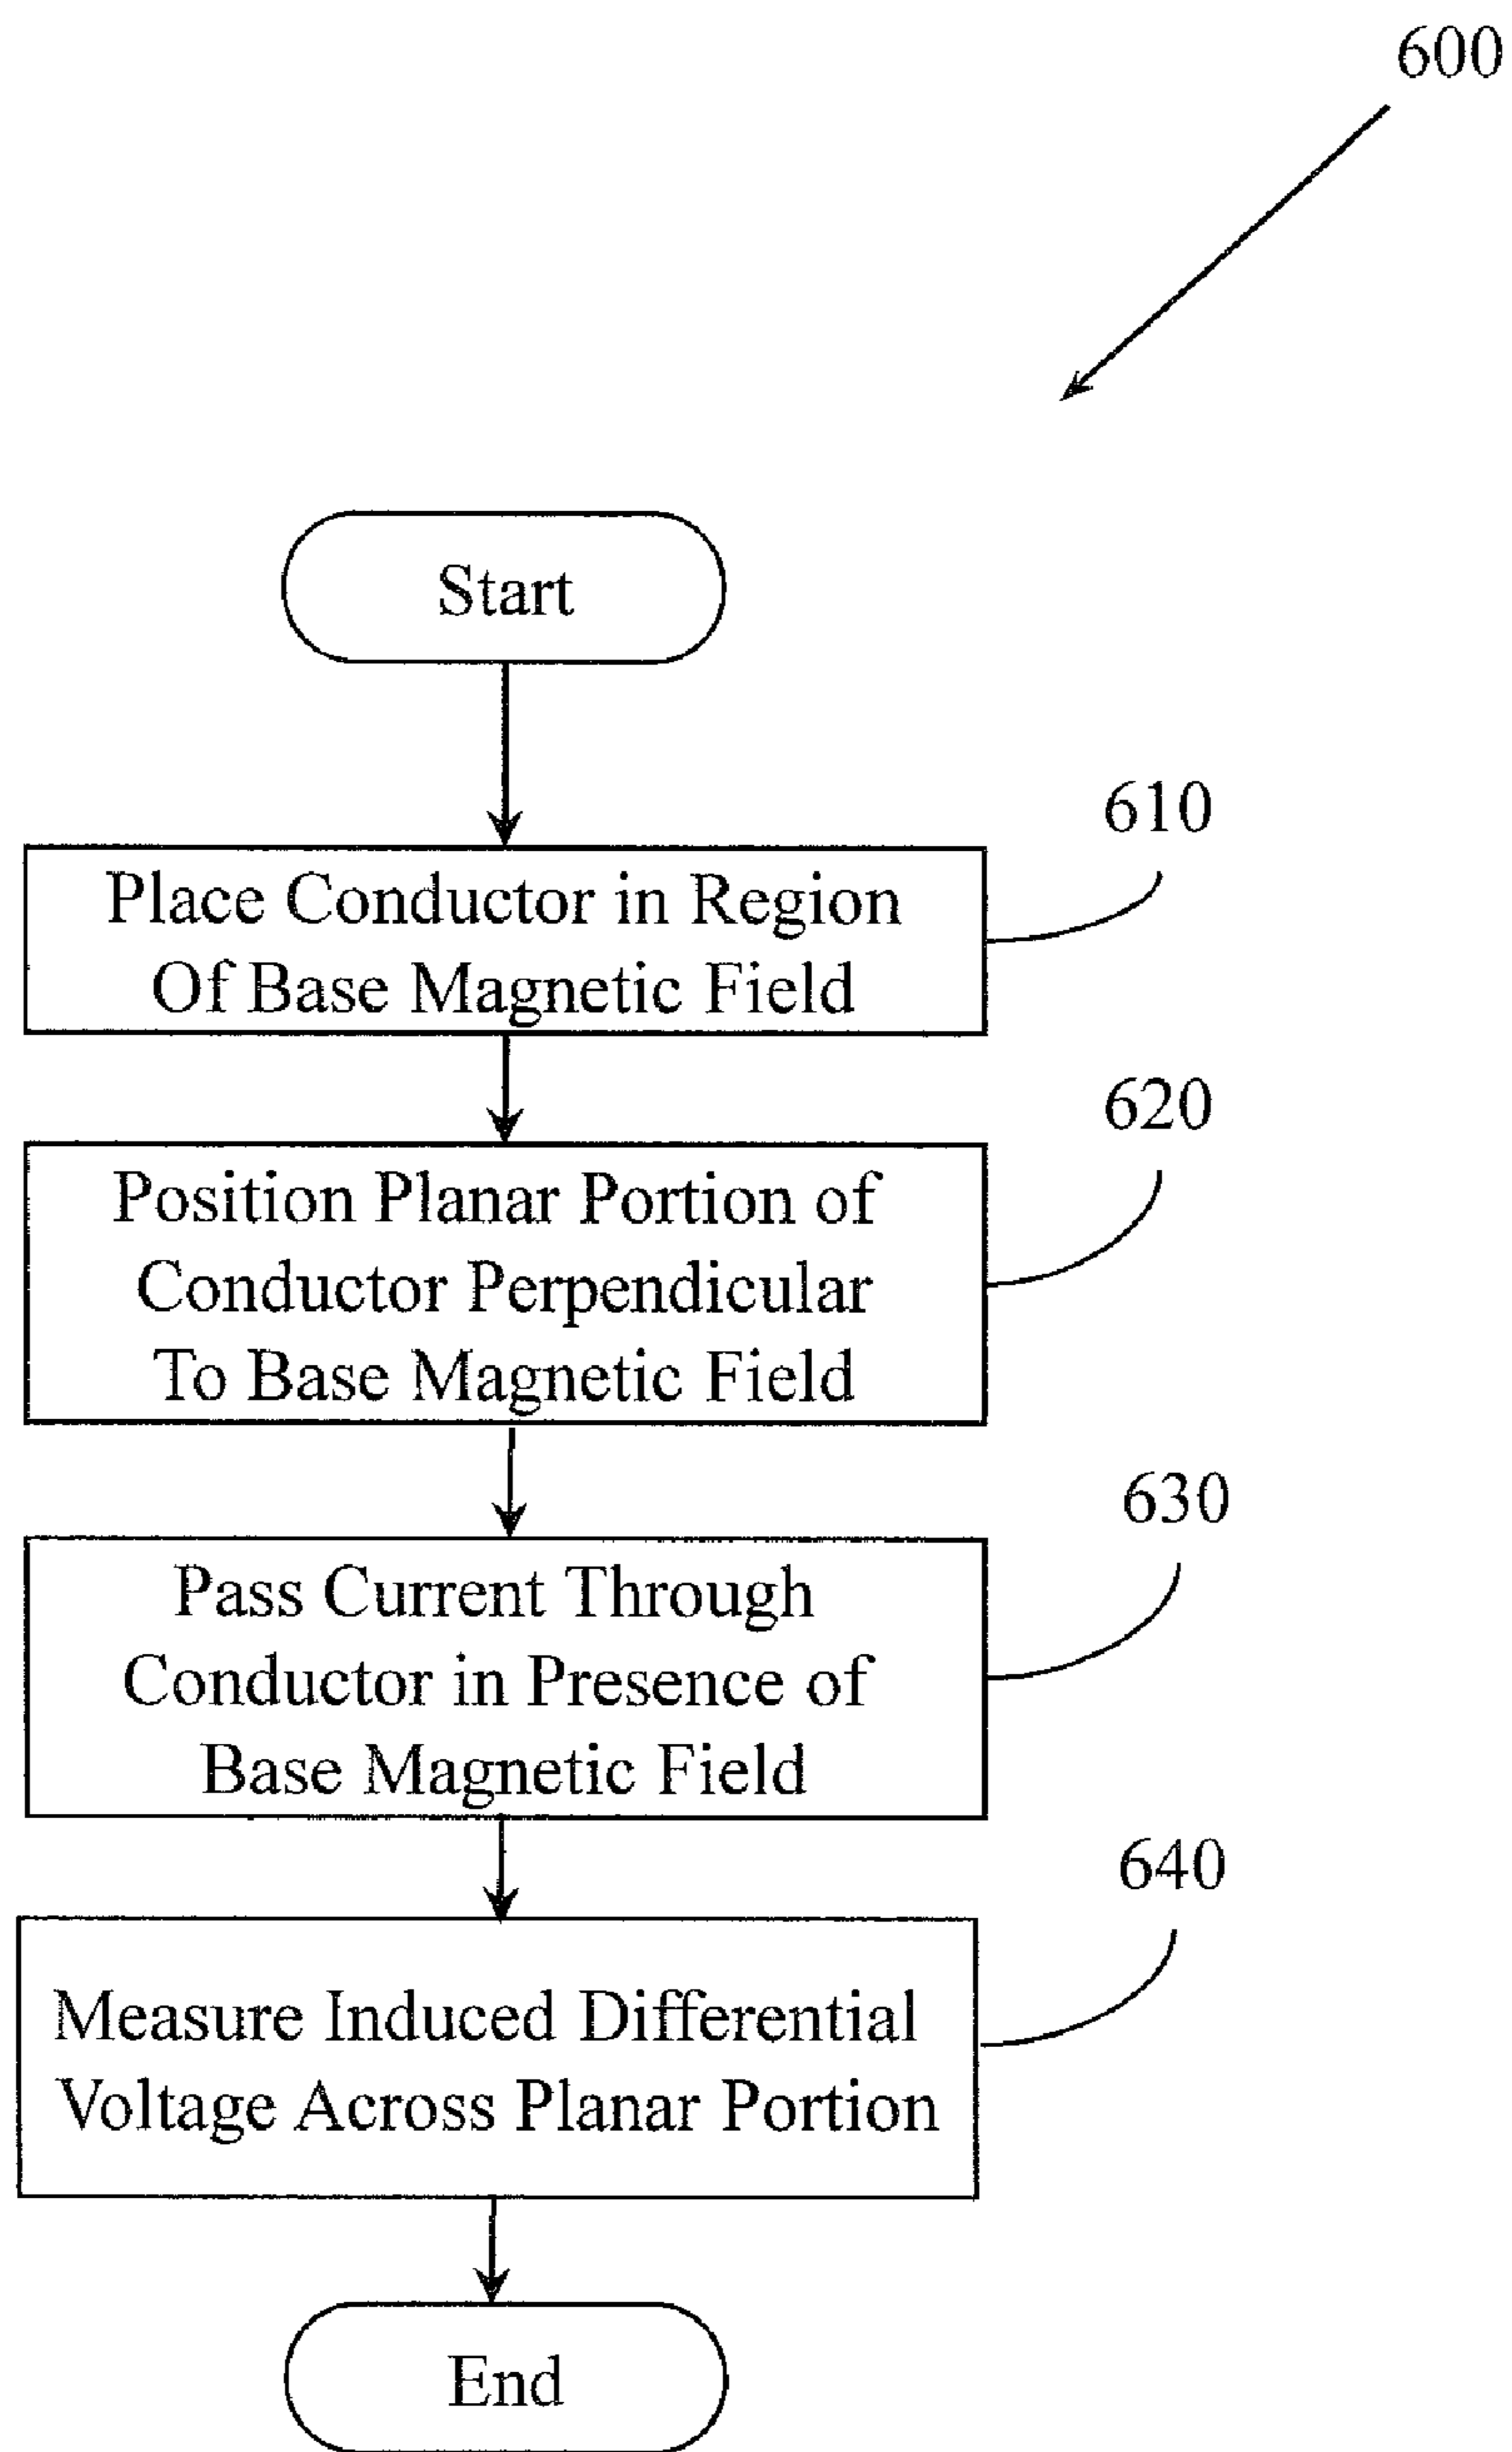 600
Start
610
Place Conductor in Region
Of Base Magnetic Field
620
Position Planar Portion of
Conductor Perpendicular
To Base Magnetic Field
630
Pass Current Through
Conductor in Presence of
Base Magnetic Field
640
Measure Induced Differential
Voltage Across Planar Portion
End